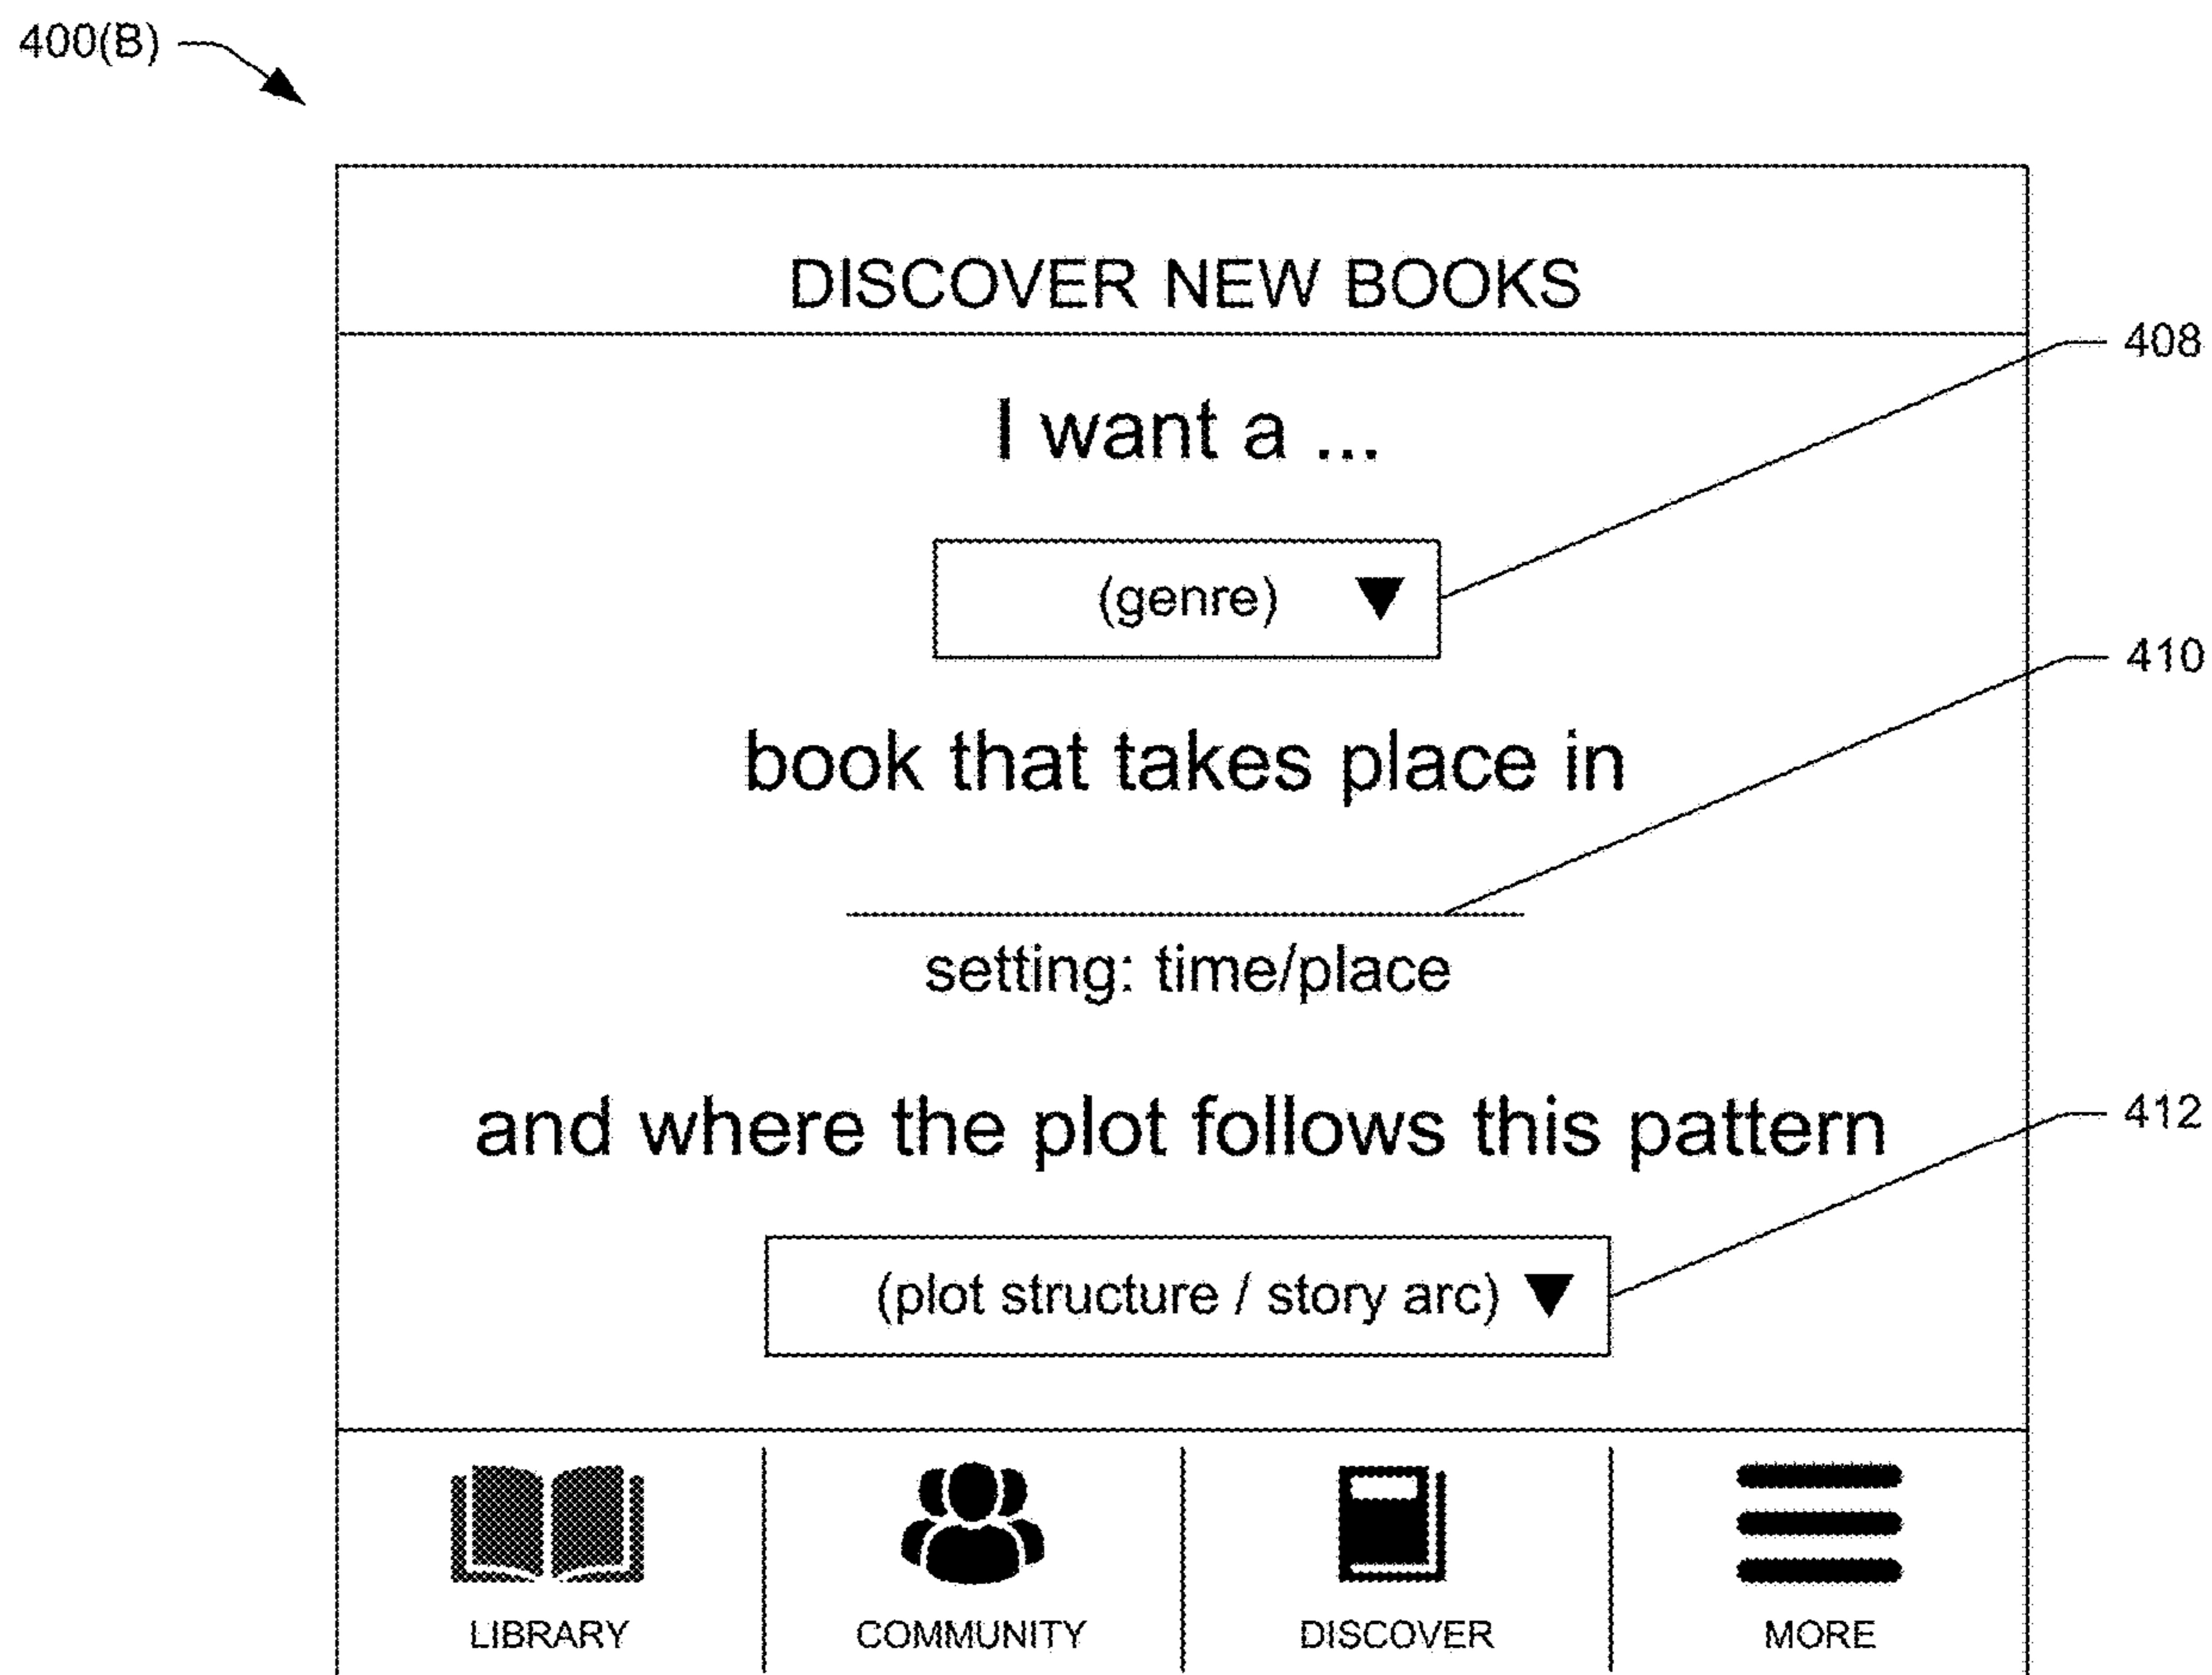 400(B)
DISCOVER NEW BOOKS
408
I want a ...
(genre)
410
book that takes place in
setting: time/place
412
and where the plot follows this pattern
(plot structure / story arc)
LIBRARY COMMUNITY DISCOVER MORE